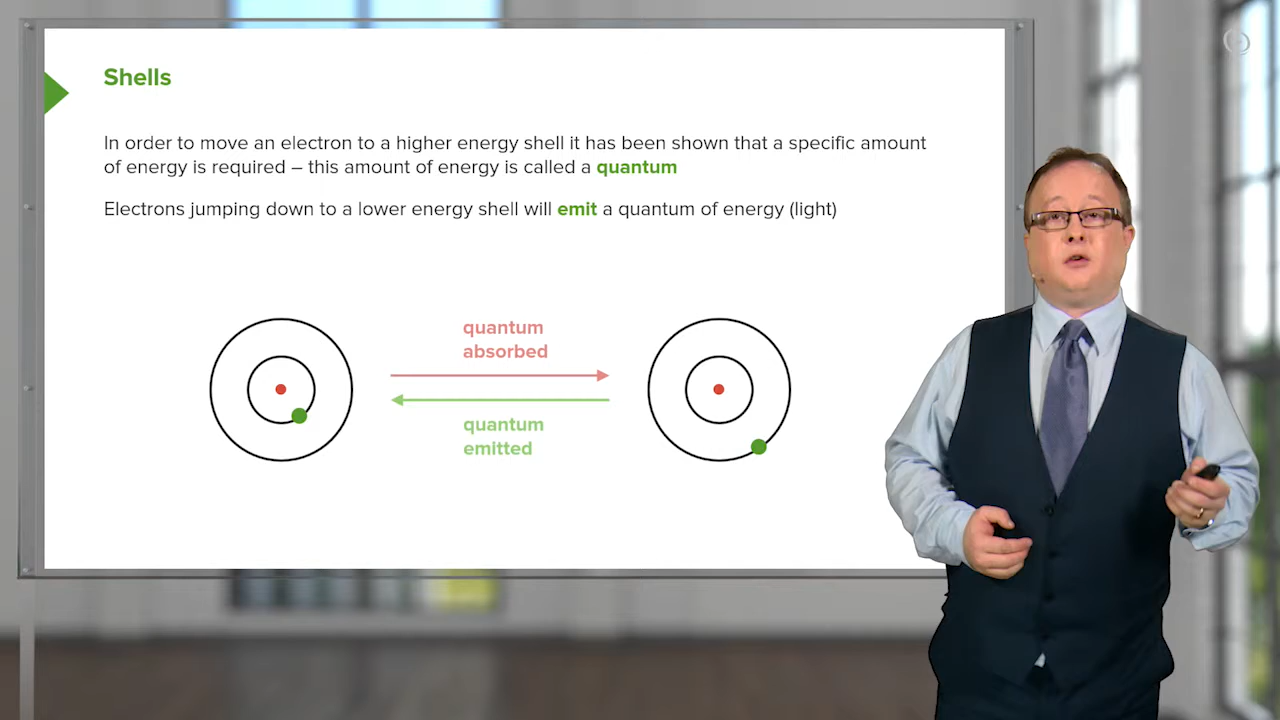 Shells
In order to move an electron to a higher energy shell it has been shown that a specific amount
of energy is required – this amount of energy is called a quantum
Electrons jumping down to a lower energy shell will emit a quantum of energy (light)
quantum
absorbed
quantum
emitted